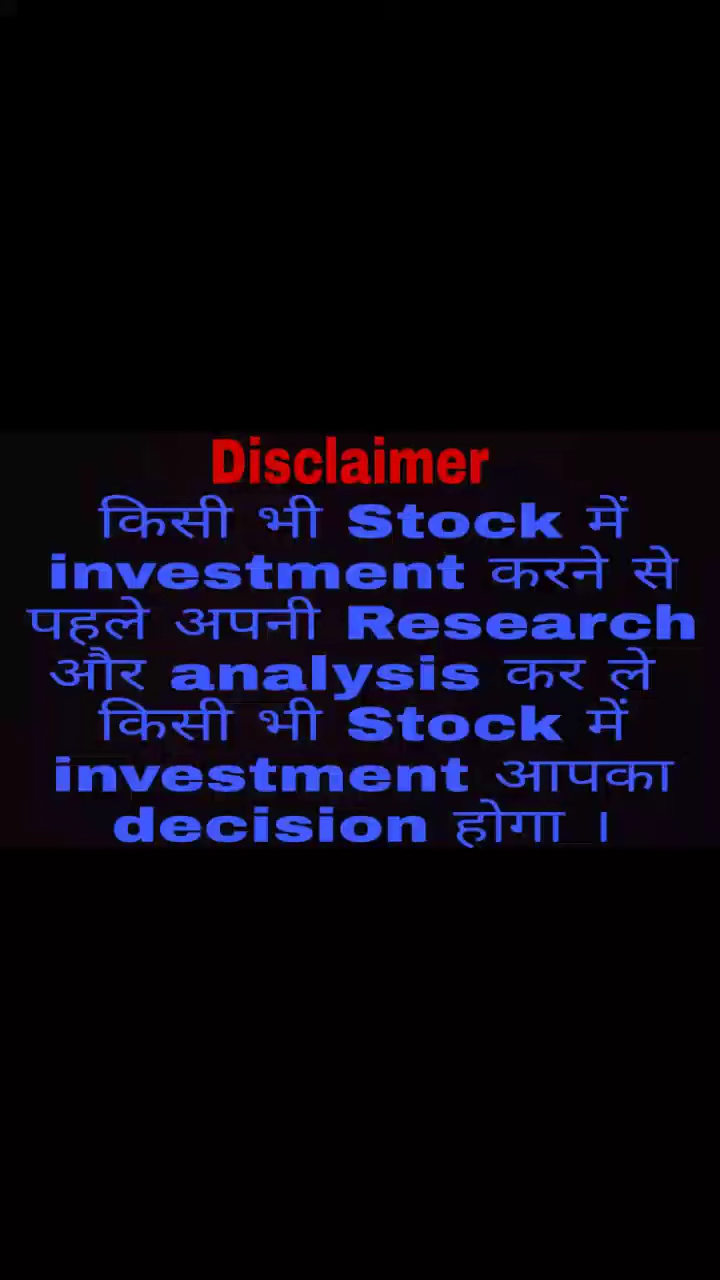 Disclaimer
किसी भी Stock में
investment करने से
पहले अपनी Research
और analysis कर ले
किसी भी Stock में
investment आपका
decision होगा ।